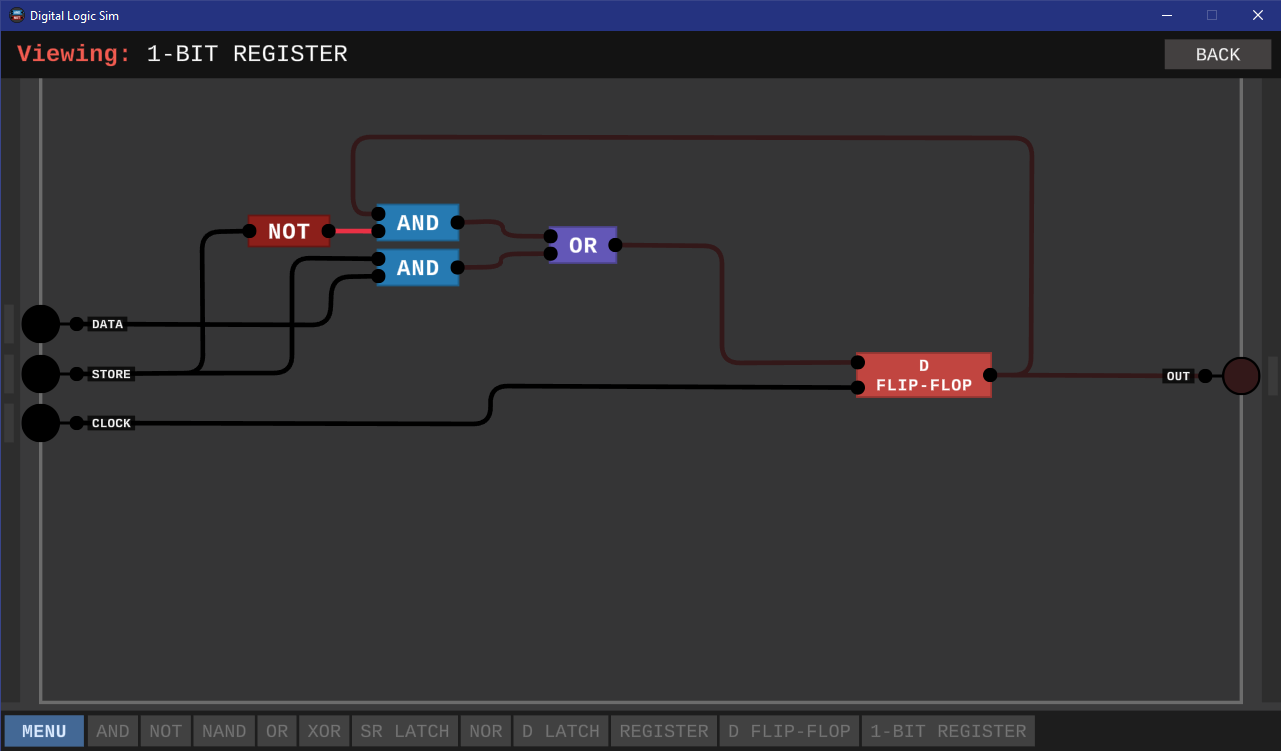 Digital Logic Sim
Viewing: 1-BIT REGISTER
BACK
NOT
AND
AND
OR
DATA
STORE
CLOCK
D
FLIP-FLOP
OUT
MENU AND NOT NAND OR XOR SR LATCH NOR D LATCH REGISTER D FLIP-FLOP 1-BIT REGISTER